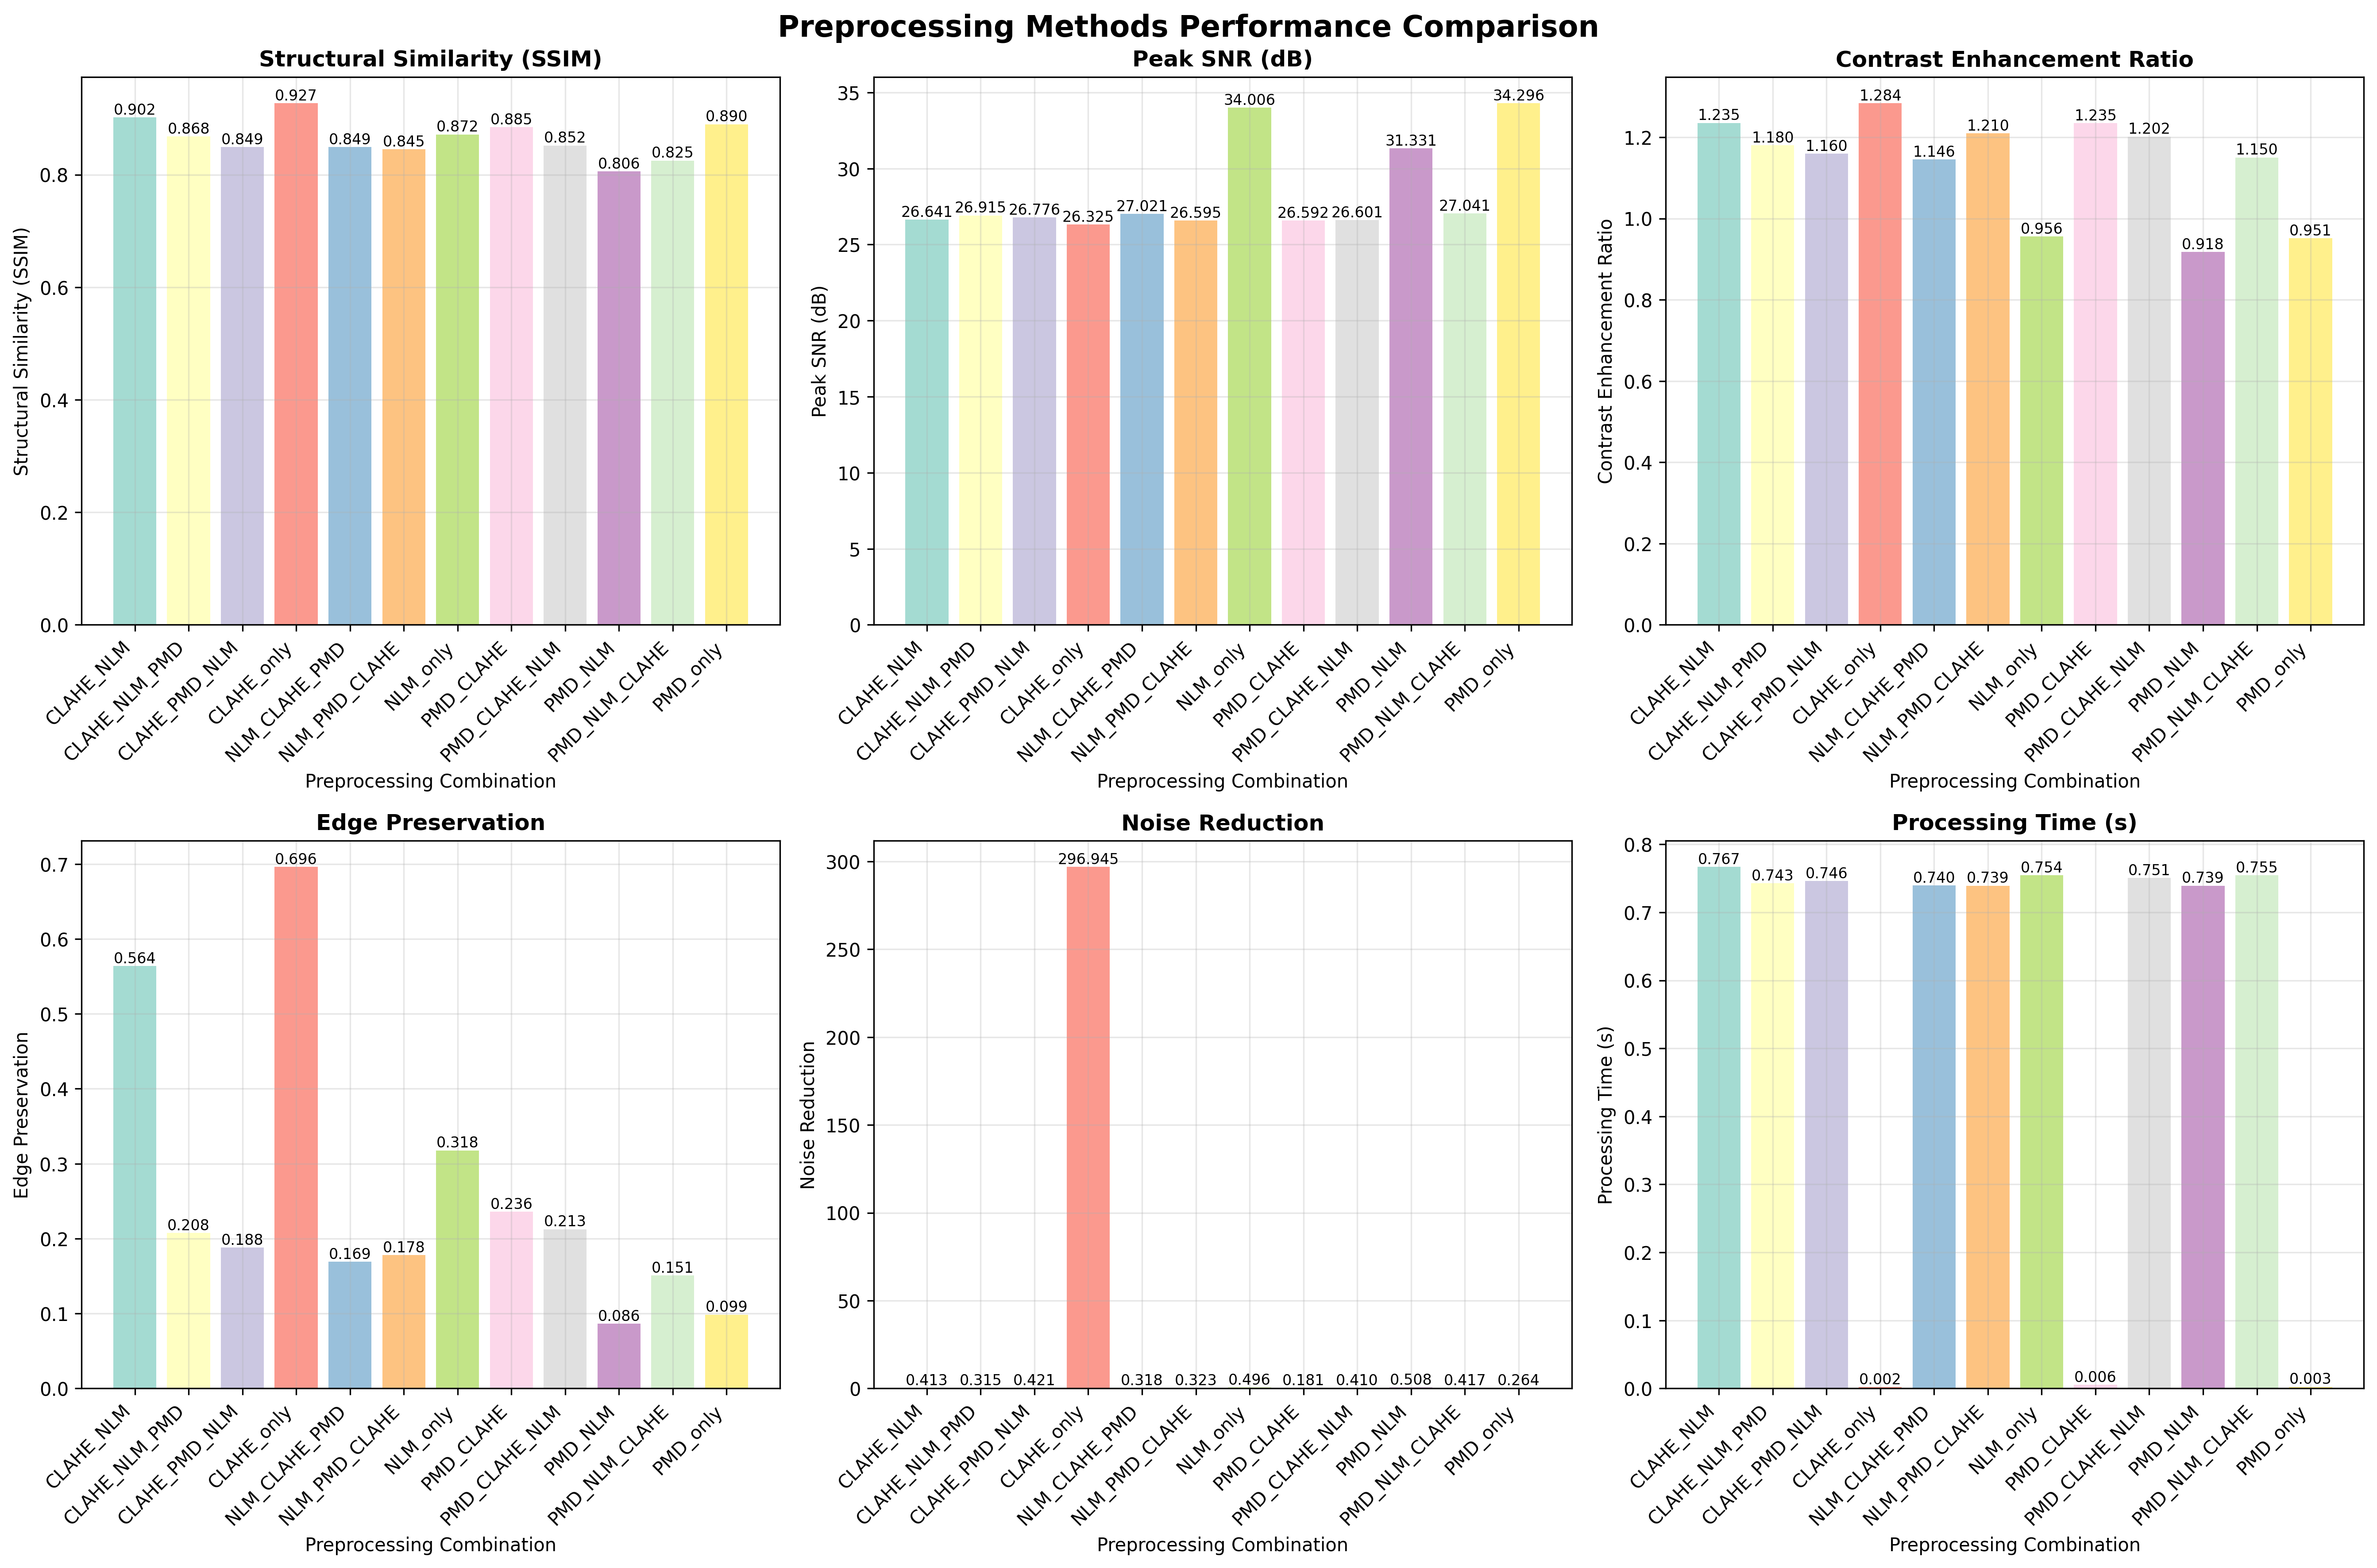 Preprocessing Methods Performance Comparison
Structural Similarity (SSIM)
Structural Similarity (SSIM)
0.0
0.2
0.4
0.6
0.8
0.902
0.868
0.849
0.927
0.849
0.845
0.872
0.885
0.852
0.806
0.825
0.890
CLAHE_NLM
CLAHE_NLM_PMD
CLAHE_PMD_NLM
CLAHE_only
NLM_CLAHE_PMD
NLM_PMD_CLAHE
NLM_only
PMD_CLAHE
PMD_CLAHE_NLM
PMD_NLM
PMD_NLM_CLAHE
PMD_only
Preprocessing Combination
Peak SNR (dB)
Peak SNR (dB)
0
5
10
15
20
25
30
35
26.641
26.915
26.776
26.325
27.021
26.595
34.006
26.592
26.601
31.331
27.041
34.296
CLAHE_NLM
CLAHE_NLM_PMD
CLAHE_PMD_NLM
CLAHE_only
NLM_CLAHE_PMD
NLM_PMD_CLAHE
NLM_only
PMD_CLAHE
PMD_CLAHE_NLM
PMD_NLM
PMD_NLM_CLAHE
PMD_only
Preprocessing Combination
Contrast Enhancement Ratio
Contrast Enhancement Ratio
0.0
0.2
0.4
0.6
0.8
1.0
1.2
1.235
1.180
1.160
1.284
1.146
1.210
0.956
1.235
1.202
0.918
1.150
0.951
CLAHE_NLM
CLAHE_NLM_PMD
CLAHE_PMD_NLM
CLAHE_only
NLM_CLAHE_PMD
NLM_PMD_CLAHE
NLM_only
PMD_CLAHE
PMD_CLAHE_NLM
PMD_NLM
PMD_NLM_CLAHE
PMD_only
Preprocessing Combination
Edge Preservation
Edge Preservation
0.0
0.1
0.2
0.3
0.4
0.5
0.6
0.7
0.564
0.208
0.188
0.696
0.169
0.178
0.318
0.236
0.213
0.086
0.151
0.099
CLAHE_NLM
CLAHE_NLM_PMD
CLAHE_PMD_NLM
CLAHE_only
NLM_CLAHE_PMD
NLM_PMD_CLAHE
NLM_only
PMD_CLAHE
PMD_CLAHE_NLM
PMD_NLM
PMD_NLM_CLAHE
PMD_only
Preprocessing Combination
Noise Reduction
Noise Reduction
0
50
100
150
200
250
300
0.413
0.315
0.421
296.945
0.318
0.323
0.496
0.181
0.410
0.508
0.417
0.264
CLAHE_NLM
CLAHE_NLM_PMD
CLAHE_PMD_NLM
CLAHE_only
NLM_CLAHE_PMD
NLM_PMD_CLAHE
NLM_only
PMD_CLAHE
PMD_CLAHE_NLM
PMD_NLM
PMD_NLM_CLAHE
PMD_only
Preprocessing Combination
Processing Time (s)
Processing Time (s)
0.0
0.1
0.2
0.3
0.4
0.5
0.6
0.7
0.8
0.767
0.743
0.746
0.002
0.740
0.739
0.754
0.006
0.751
0.739
0.755
0.003
CLAHE_NLM
CLAHE_NLM_PMD
CLAHE_PMD_NLM
CLAHE_only
NLM_CLAHE_PMD
NLM_PMD_CLAHE
NLM_only
PMD_CLAHE
PMD_CLAHE_NLM
PMD_NLM
PMD_NLM_CLAHE
PMD_only
Preprocessing Combination